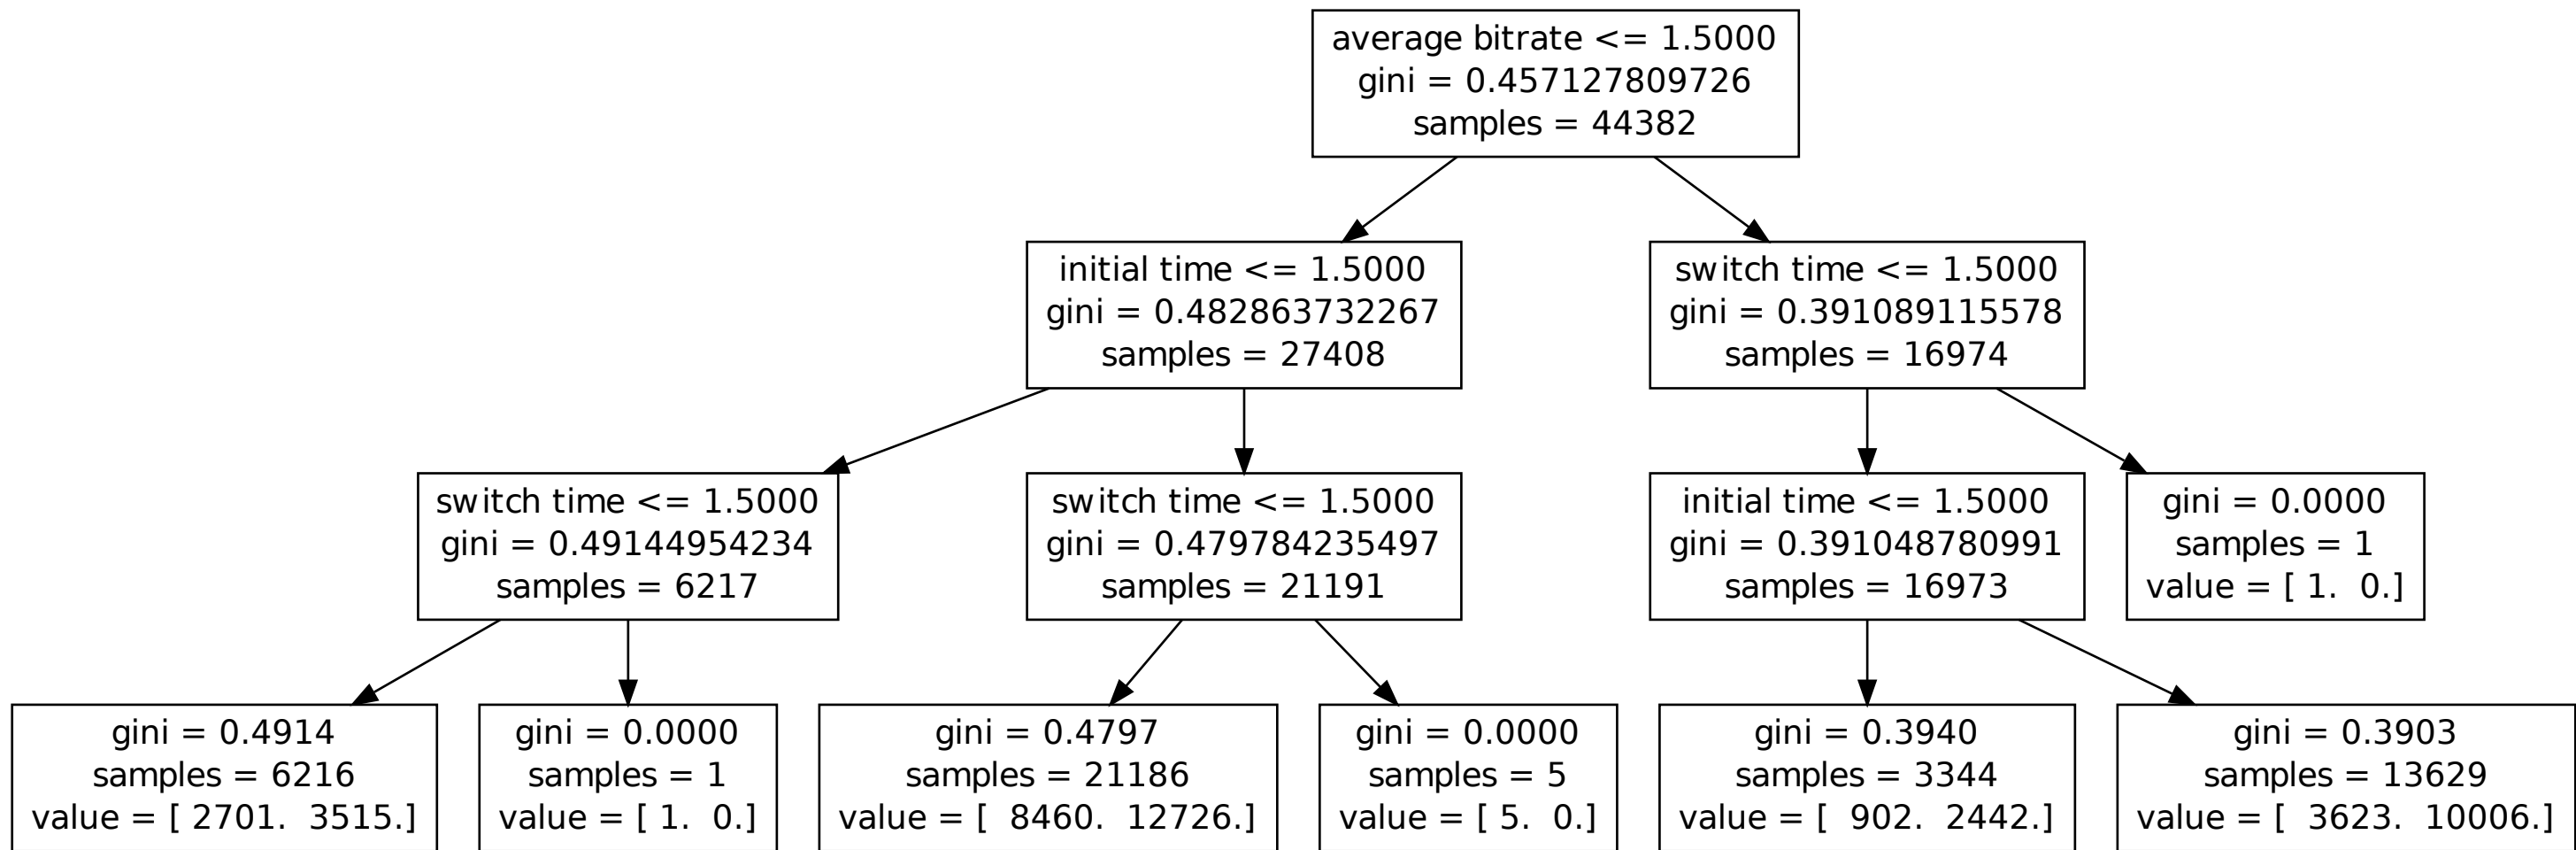 average bitrate <= 1.5000
gini = 0.457127809726
samples = 44382
initial time <= 1.5000
gini = 0.482863732267
samples = 27408
switch time <= 1.5000
gini = 0.391089115578
samples = 16974
switch time <= 1.5000
gini = 0.49144954234
samples = 6217
switch time <= 1.5000
gini = 0.479784235497
samples = 21191
initial time <= 1.5000
gini = 0.391048780991
samples = 16973
gini = 0.0000
samples = 1
value = [ 1.  0.]
gini = 0.4914
samples = 6216
value = [ 2701.  3515.]
gini = 0.0000
samples = 1
value = [ 1.  0.]
gini = 0.4797
samples = 21186
value = [  8460.  12726.]
gini = 0.0000
samples = 5
value = [ 5.  0.]
gini = 0.3940
samples = 3344
value = [  902.  2442.]
gini = 0.3903
samples = 13629
value = [  3623.  10006.]